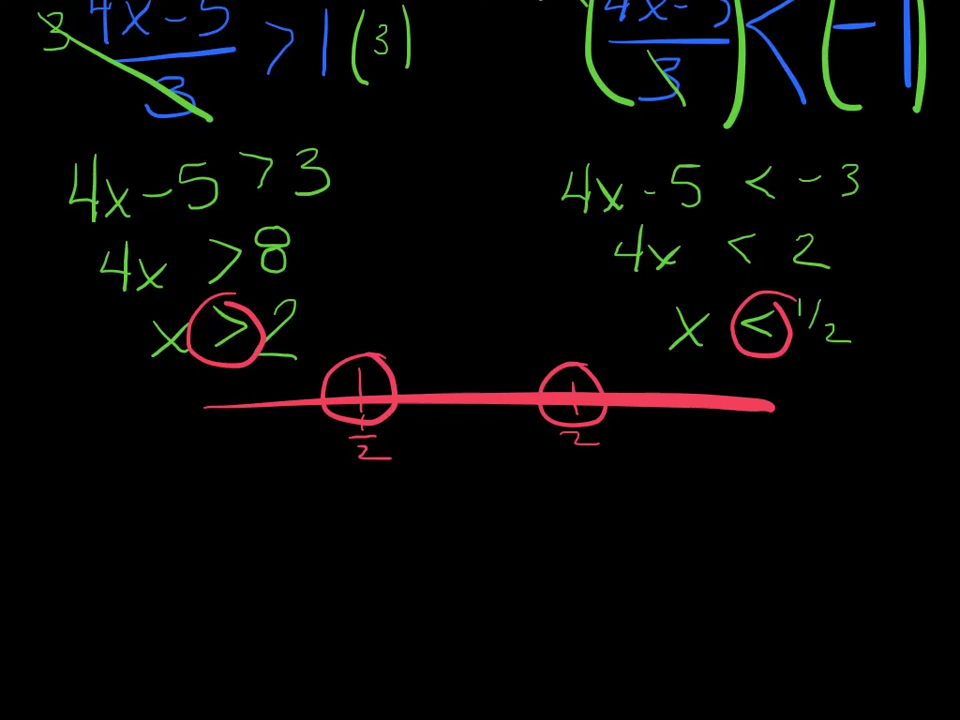 3 4x-5/3 > 1 (3)
(4x-5/3) < (-1)
4x-5 > 3
4x > 8
x > 2
4x-5 < -3
4x < 2
x < 1/2
1/2 2